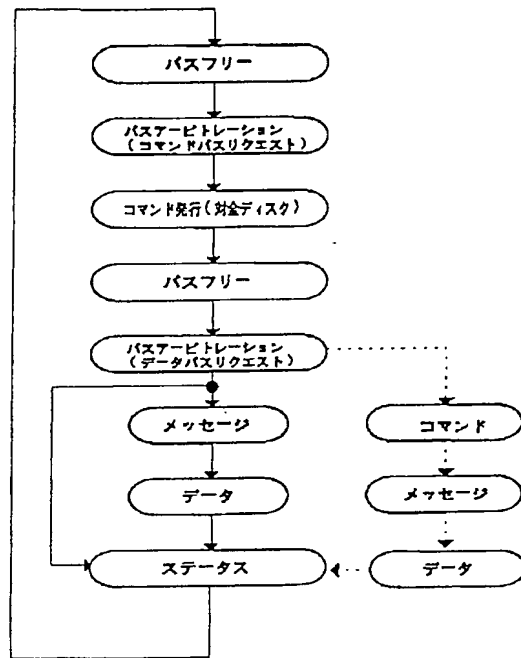 バスフリー
バスアービトレーション
(コマンドバスリクエスト)
コマンド発行(対全ディスク)
バスフリー
バスアービトレーション
(データバスリクエスト)
メッセージ
データ
ステータス
コマンド
メッセージ
データ